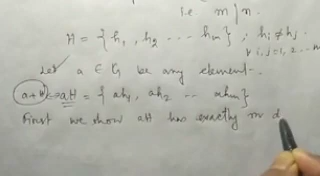 i.e. m | n.
H = { h₁ , h₂ ... hₘ } ; hᵢ ≠ hⱼ
∀ i, j = 1, 2 ... m
Let a ∈ G be any element.
a+H = aH = { ah₁, ah₂ ... ahₘ }
First we show aH has exactly m d